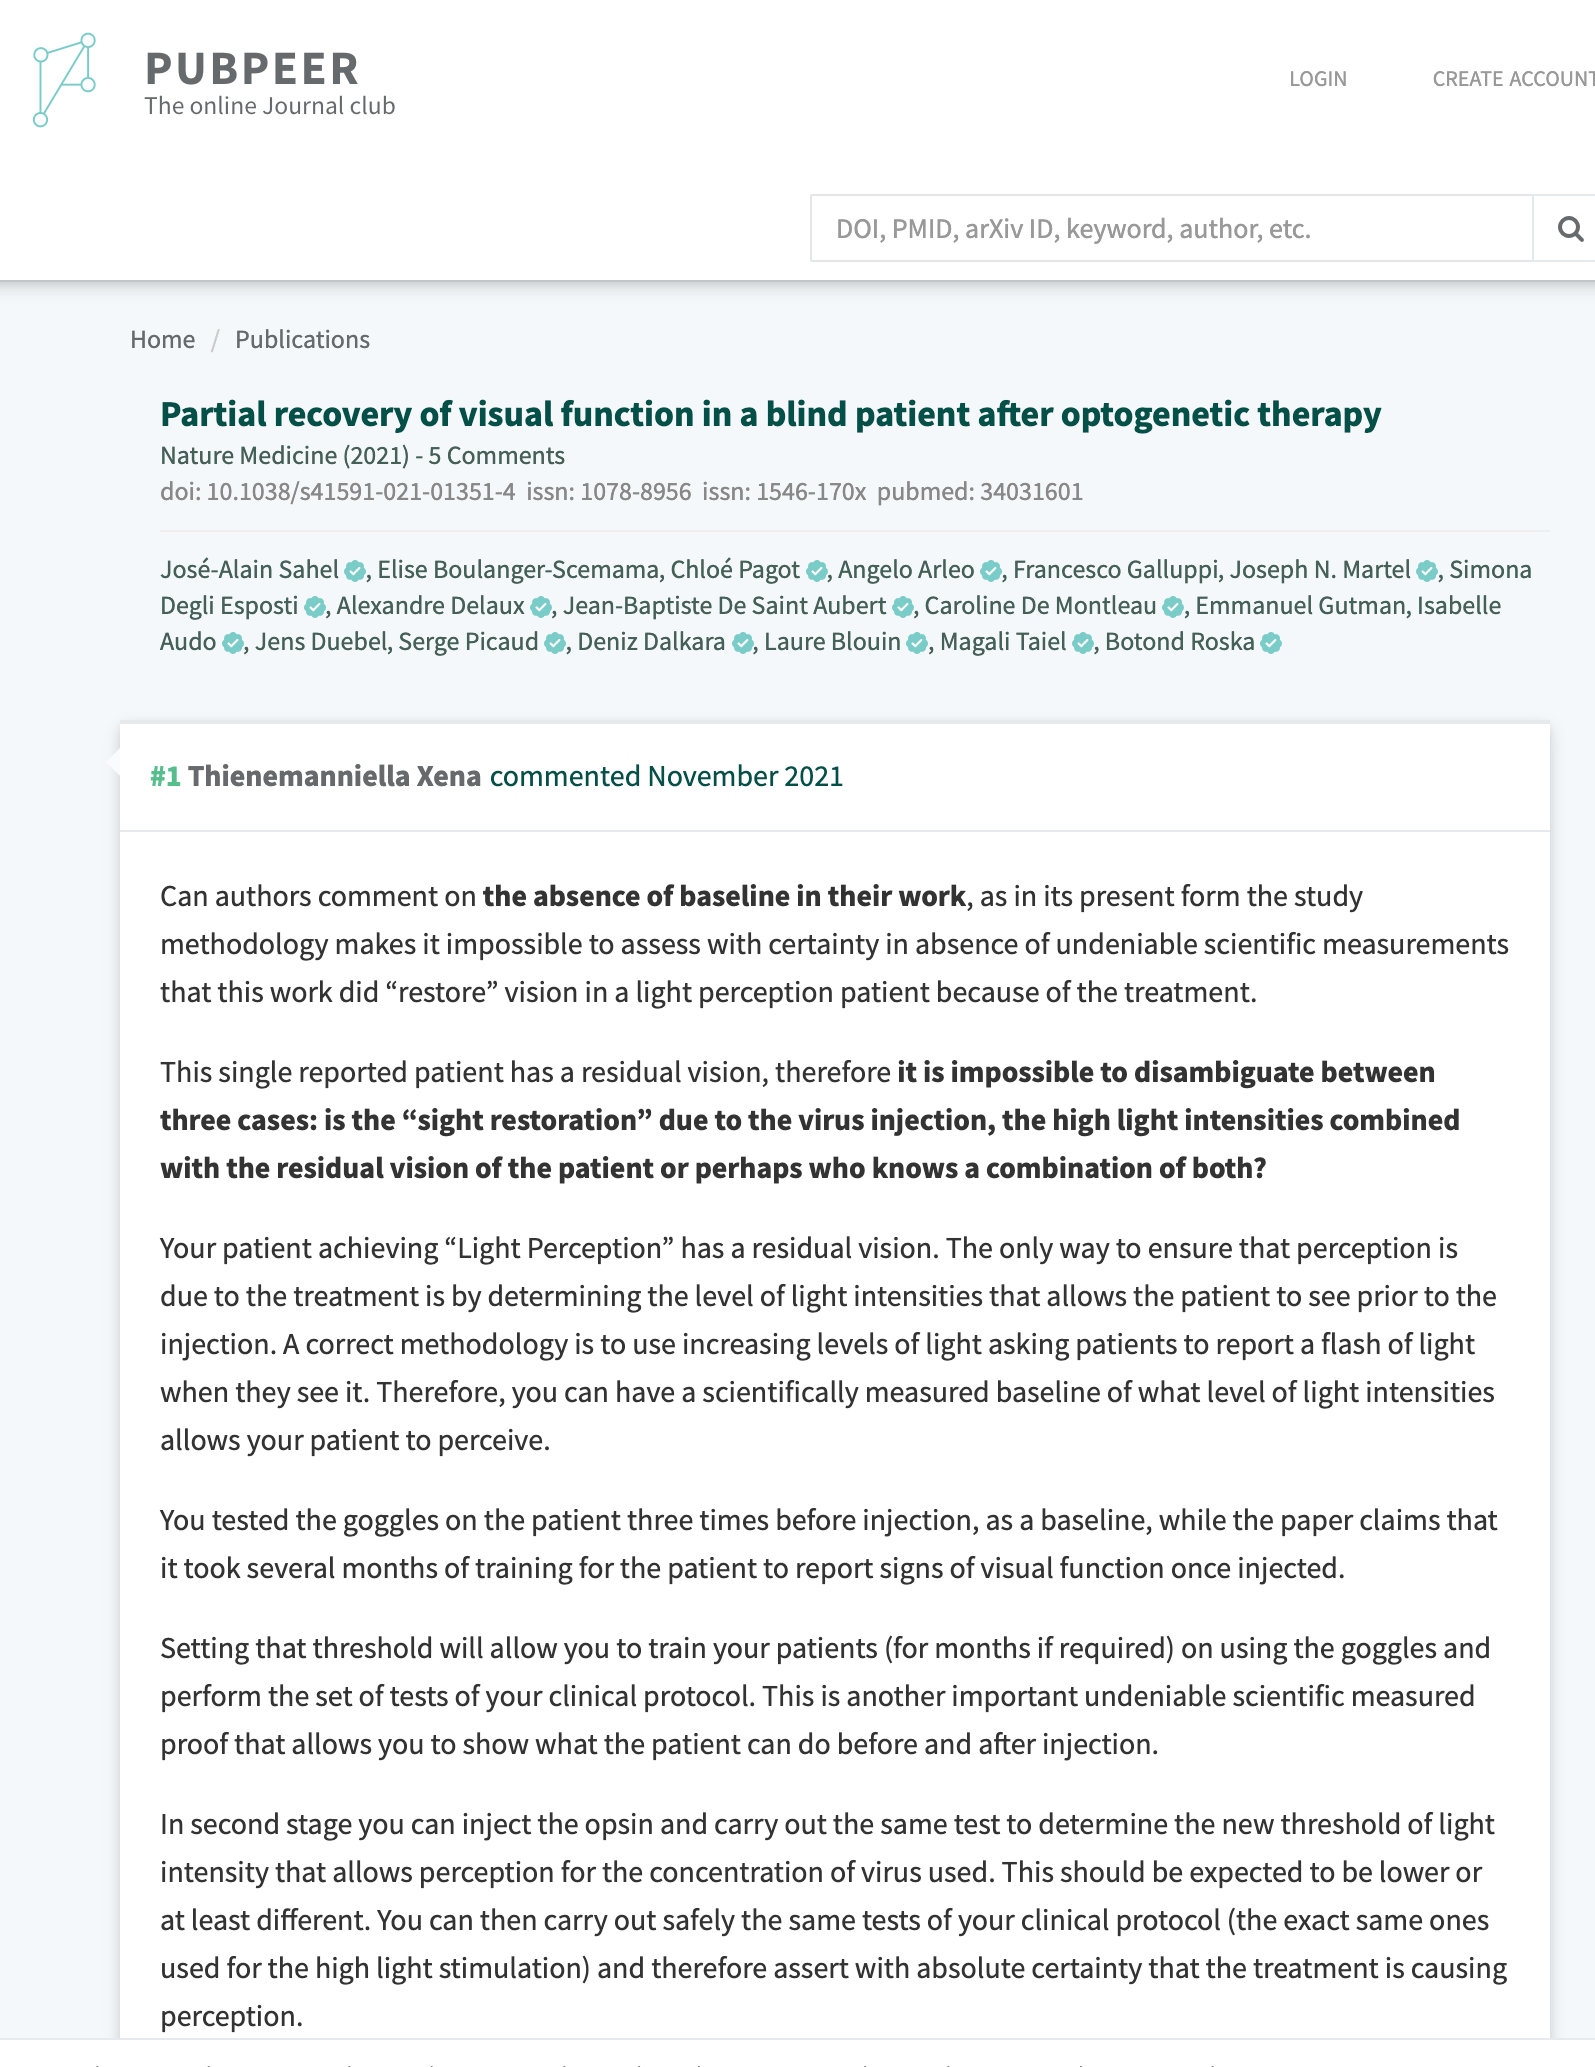 PUBPEER
The online Journal club
LOGIN
CREATE ACCOUNT
DOI, PMID, arXiv ID, keyword, author, etc.
Home / Publications
Partial recovery of visual function in a blind patient after optogenetic therapy
Nature Medicine (2021) - 5 Comments
doi: 10.1038/s41591-021-01351-4 issn: 1078-8956 issn: 1546-170x pubmed: 34031601
José-Alain Sahel, Elise Boulanger-Scemama, Chloé Pagot, Angelo Arleo, Francesco Galluppi, Joseph N. Martel, Simona
Degli Esposti, Alexandre Delaux, Jean-Baptiste De Saint Aubert, Caroline De Montleau, Emmanuel Gutman, Isabelle
Audo, Jens Duebel, Serge Picaud, Deniz Dalkara, Laure Blouin, Magali Taiel, Botond Roska
#1 Thienemanniella Xena commented November 2021
Can authors comment on the absence of baseline in their work, as in its present form the study
methodology makes it impossible to assess with certainty in absence of undeniable scientific measurements
that this work did “restore” vision in a light perception patient because of the treatment.
This single reported patient has a residual vision, therefore it is impossible to disambiguate between
three cases: is the “sight restoration” due to the virus injection, the high light intensities combined
with the residual vision of the patient or perhaps who knows a combination of both?
Your patient achieving “Light Perception” has a residual vision. The only way to ensure that perception is
due to the treatment is by determining the level of light intensities that allows the patient to see prior to the
injection. A correct methodology is to use increasing levels of light asking patients to report a flash of light
when they see it. Therefore, you can have a scientifically measured baseline of what level of light intensities
allows your patient to perceive.
You tested the goggles on the patient three times before injection, as a baseline, while the paper claims that
it took several months of training for the patient to report signs of visual function once injected.
Setting that threshold will allow you to train your patients (for months if required) on using the goggles and
perform the set of tests of your clinical protocol. This is another important undeniable scientific measured
proof that allows you to show what the patient can do before and after injection.
In second stage you can inject the opsin and carry out the same test to determine the new threshold of light
intensity that allows perception for the concentration of virus used. This should be expected to be lower or
at least different. You can then carry out safely the same tests of your clinical protocol (the exact same ones
used for the high light stimulation) and therefore assert with absolute certainty that the treatment is causing
perception.